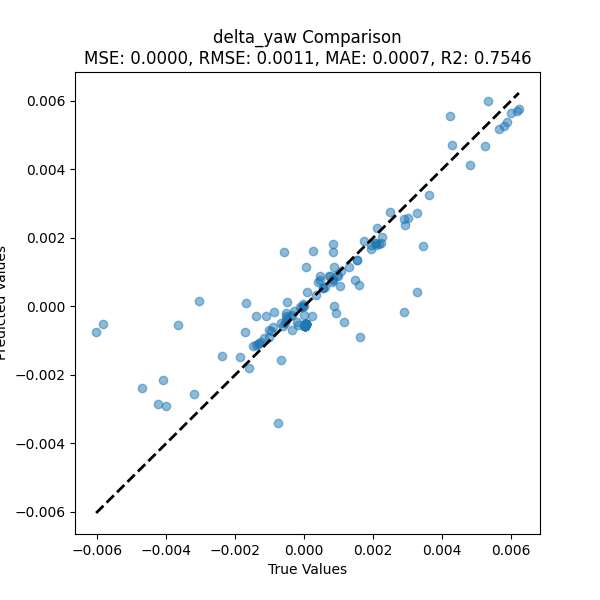 delta_yaw Comparison
MSE: 0.0000, RMSE: 0.0011, MAE: 0.0007, R2: 0.7546
0.006
0.004
0.002
0.000
−0.002
−0.004
−0.006
Predicted Values
−0.006 −0.004 −0.002 0.000 0.002 0.004 0.006
True Values